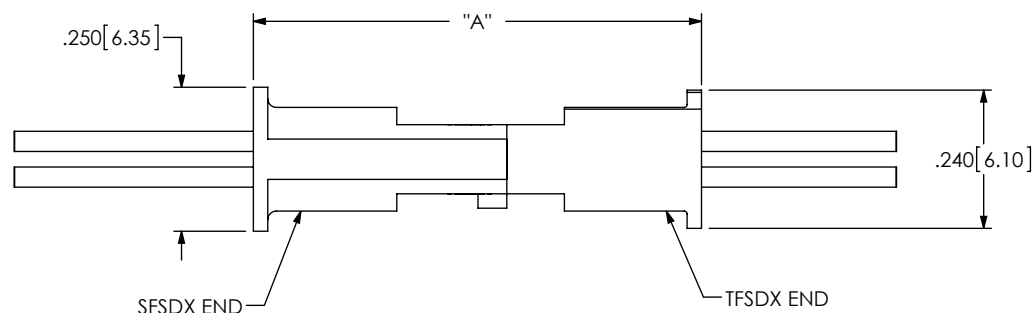 "A"
.250[6.35]
.240[6.10]
SFSDX END
TFSDX END